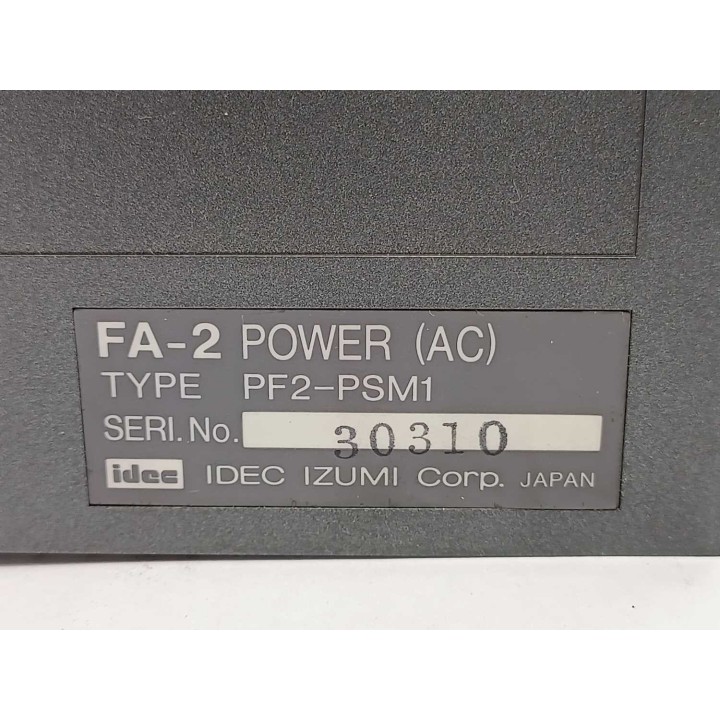 FA-2 POWER (AC)
TYPE PF2-PSM1
SERI.No. 30310
idec IDEC IZUMI Corp. JAPAN